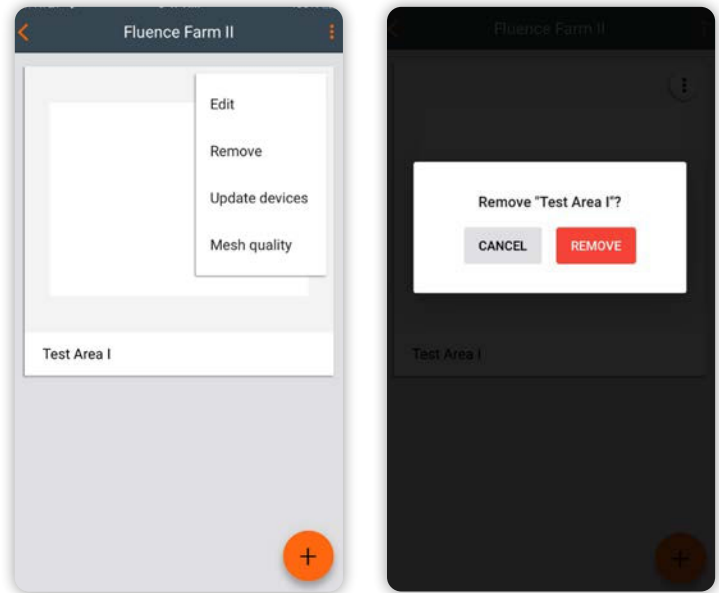 Fluence Farm II
Edit
Remove
Update devices
Mesh quality
Test Area I
Fluence Farm II
Remove "Test Area I"?
CANCEL
REMOVE
Test Area I